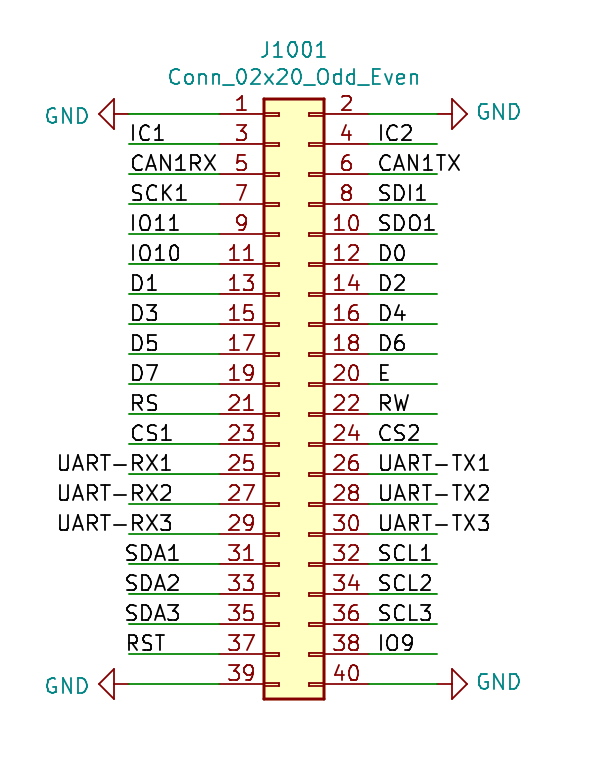 J1001
Conn_02x20_Odd_Even
GND 1 2 GND
IC1 3 4 IC2
CAN1RX 5 6 CAN1TX
SCK1 7 8 SDI1
IO11 9 10 SDO1
IO10 11 12 D0
D1 13 14 D2
D3 15 16 D4
D5 17 18 D6
D7 19 20 E
RS 21 22 RW
CS1 23 24 CS2
UART-RX1 25 26 UART-TX1
UART-RX2 27 28 UART-TX2
UART-RX3 29 30 UART-TX3
SDA1 31 32 SCL1
SDA2 33 34 SCL2
SDA3 35 36 SCL3
RST 37 38 IO9
GND 39 40 GND